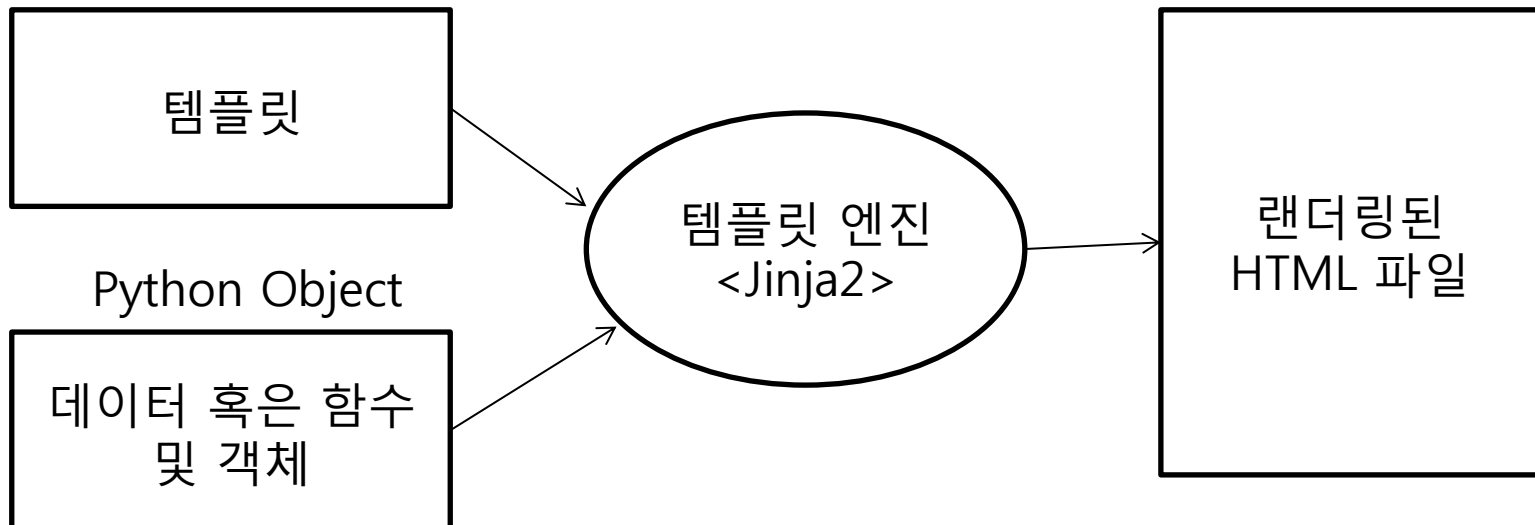 템플릿
Python Object
데이터 혹은 함수
및 객체
템플릿 엔진
<Jinja2>
랜더링된
HTML 파일